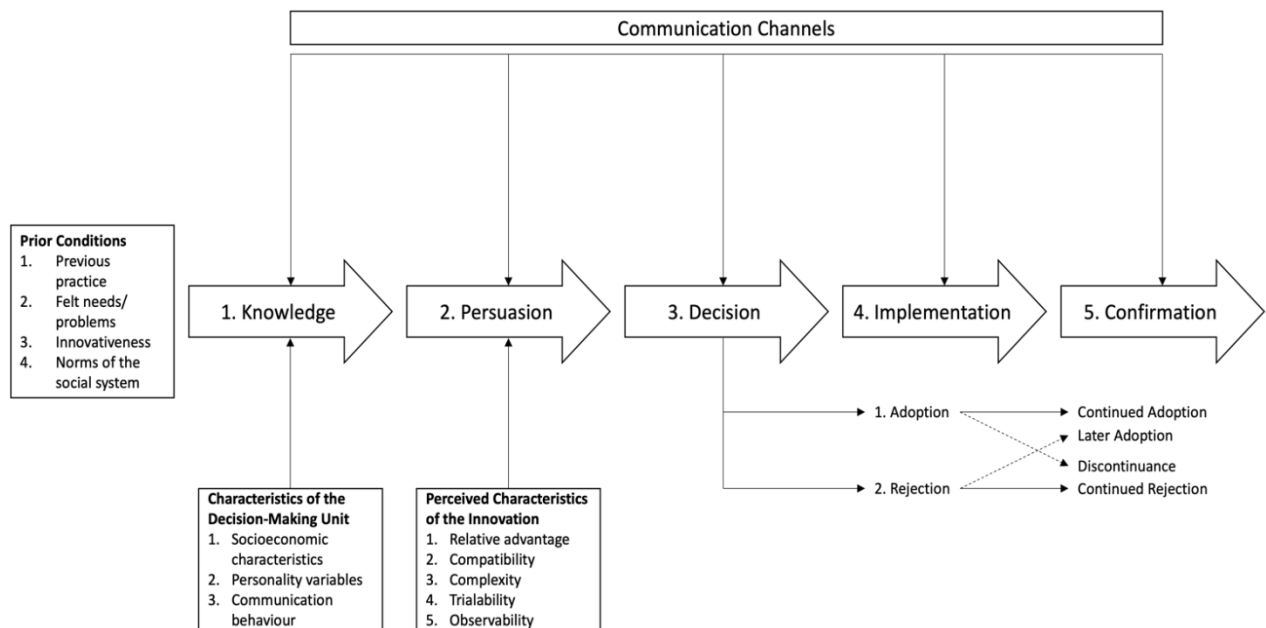 Communication Channels
Prior Conditions
1. Previous
practice
2. Felt needs/
problems
3. Innovativeness
4. Norms of the
social system
1. Knowledge
2. Persuasion
3. Decision
4. Implementation
5. Confirmation
1. Adoption
Continued Adoption
Later Adoption
Discontinuance
2. Rejection
Continued Rejection
Characteristics of the
Decision-Making Unit
1. Socioeconomic
characteristics
2. Personality variables
3. Communication
behaviour
Perceived Characteristics
of the Innovation
1. Relative advantage
2. Compatibility
3. Complexity
4. Trialability
5. Observability